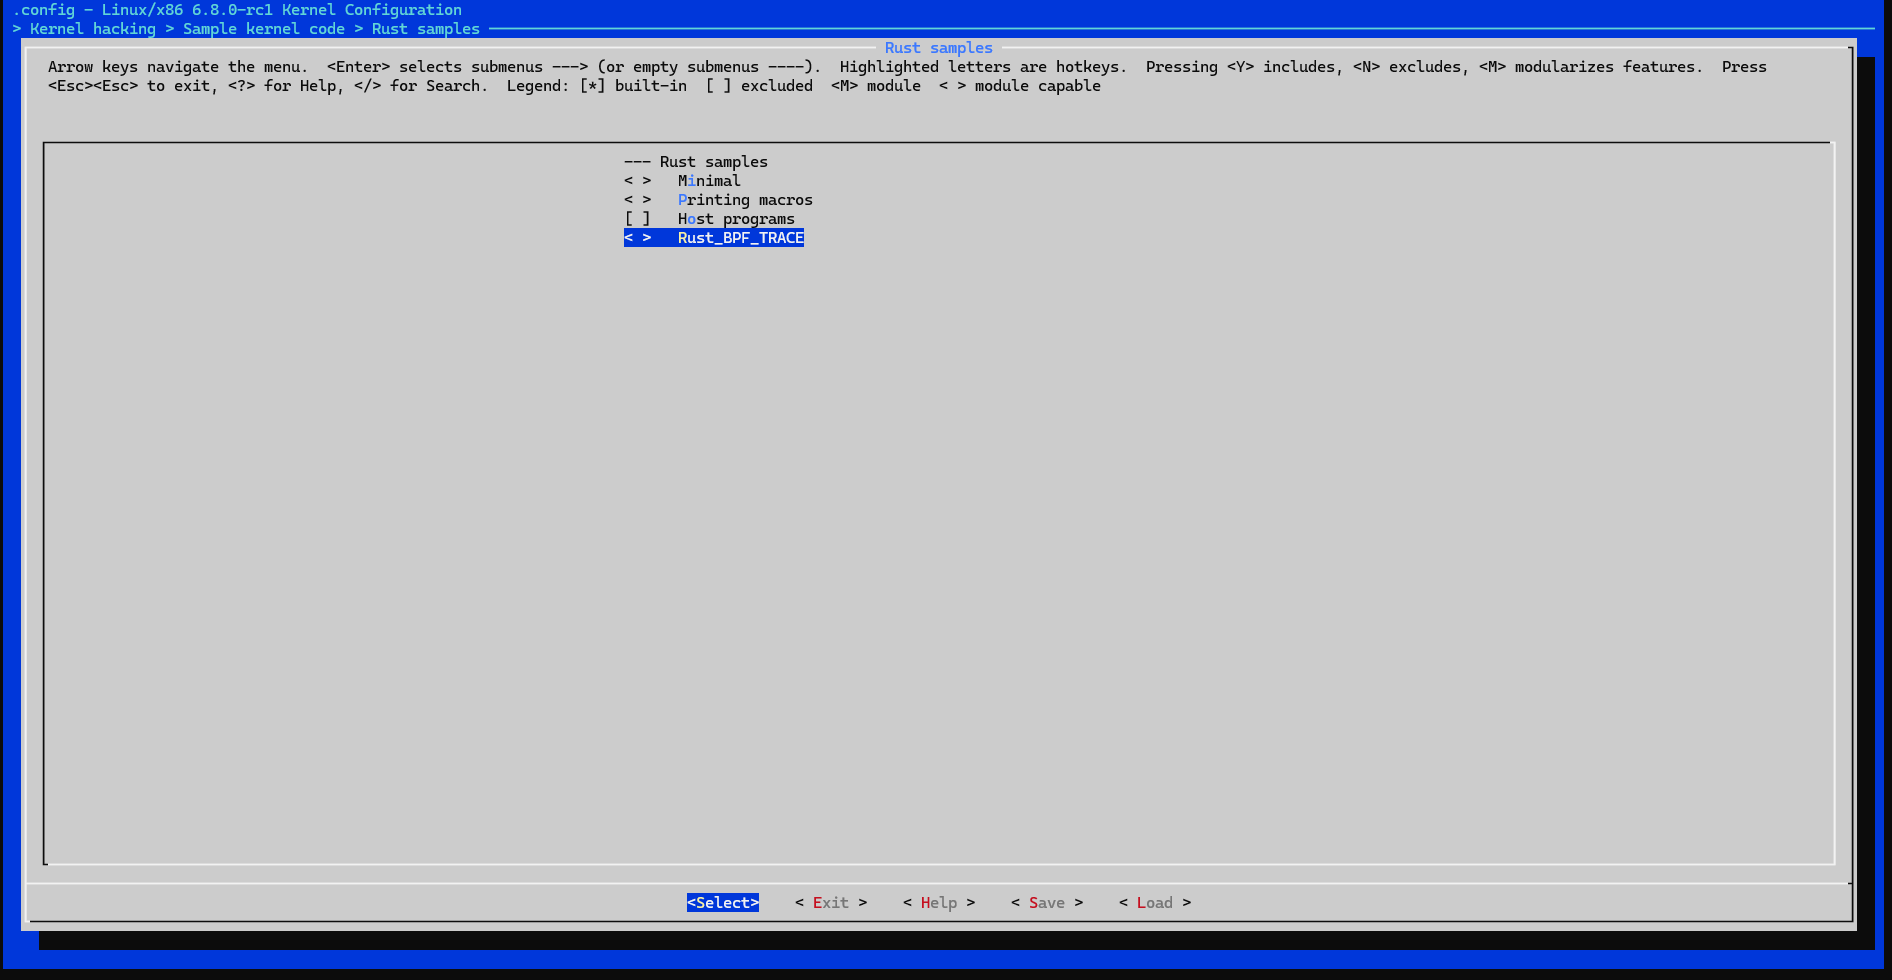 .config - Linux/x86 6.8.0-rc1 Kernel Configuration
> Kernel hacking > Sample kernel code > Rust samples
Rust samples
Arrow keys navigate the menu.  <Enter> selects submenus ---> (or empty submenus ----).  Highlighted letters are hotkeys.  Pressing <Y> includes, <N> excludes, <M> modularizes features.  Press
<Esc><Esc> to exit, <?> for Help, </> for Search.  Legend: [*] built-in  [ ] excluded  <M> module  < > module capable
--- Rust samples
< >   Minimal
< >   Printing macros
[ ]   Host programs
< >   Rust_BPF_TRACE
<Select>    < Exit >    < Help >    < Save >    < Load >